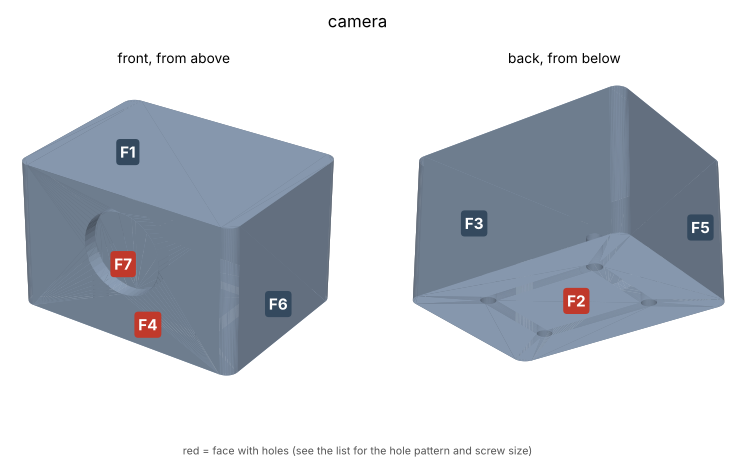 camera
front, from above
back, from below
F1
F7
F4
F6
F3
F5
F2
red = face with holes (see the list for the hole pattern and screw size)